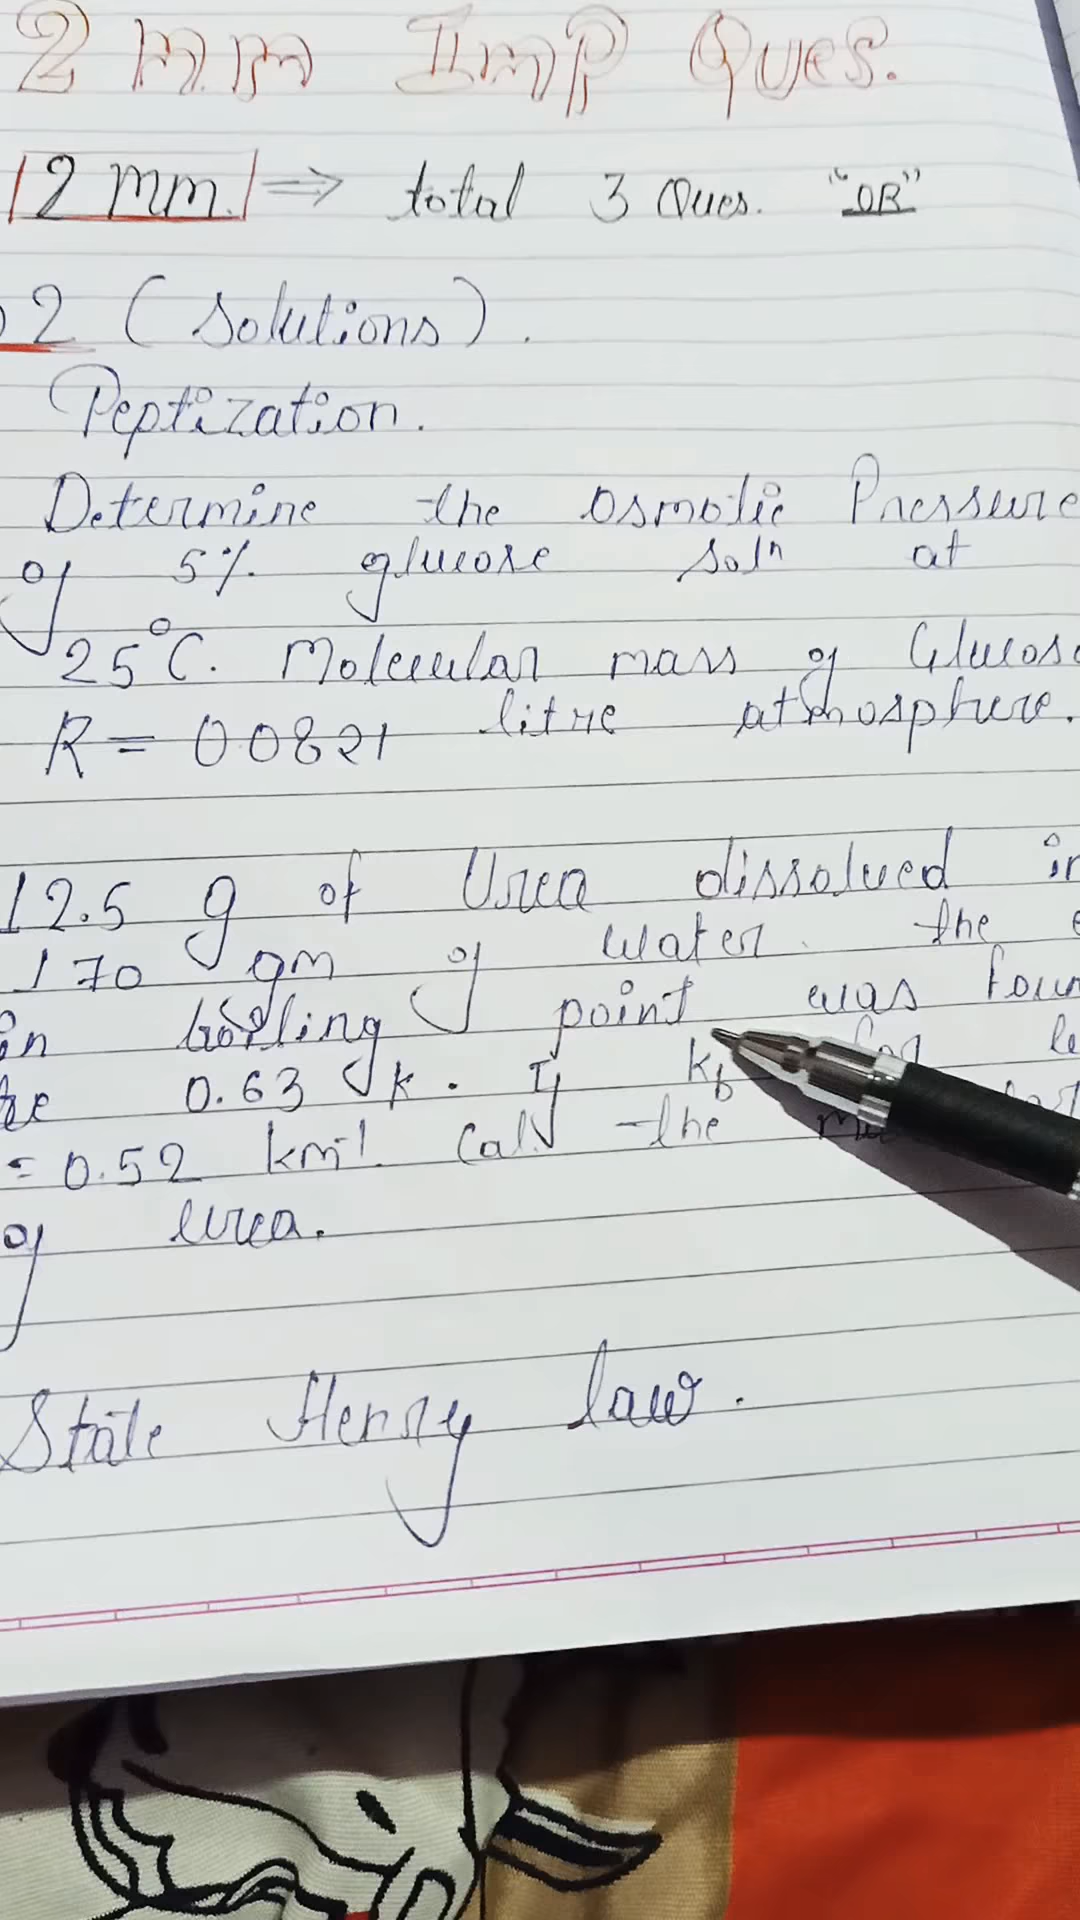 2 mm Imp Ques.
2 mm. ⇒ total 3 Ques. "OR"
2 (Solutions).
Peptization.
Determine the osmotic Pressure
of 5% glucose soln at
25°C. Molecular mass of Glucose
R = 0.0821 litre atmosphere.
12.5 g of Urea dissolved in
170 gm of water. the
in boiling point was foun
0.63 k. If kb for
= 0.52 km-1. Cal. the
of urea.
State Henry law.